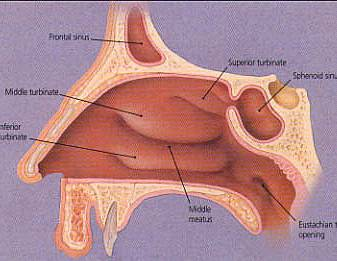 Frontal sinus
Superior turbinate
Sphenoid sinu
Middle turbinate
nferior
urbinate
Middle
meatus
Eustachian t
opening